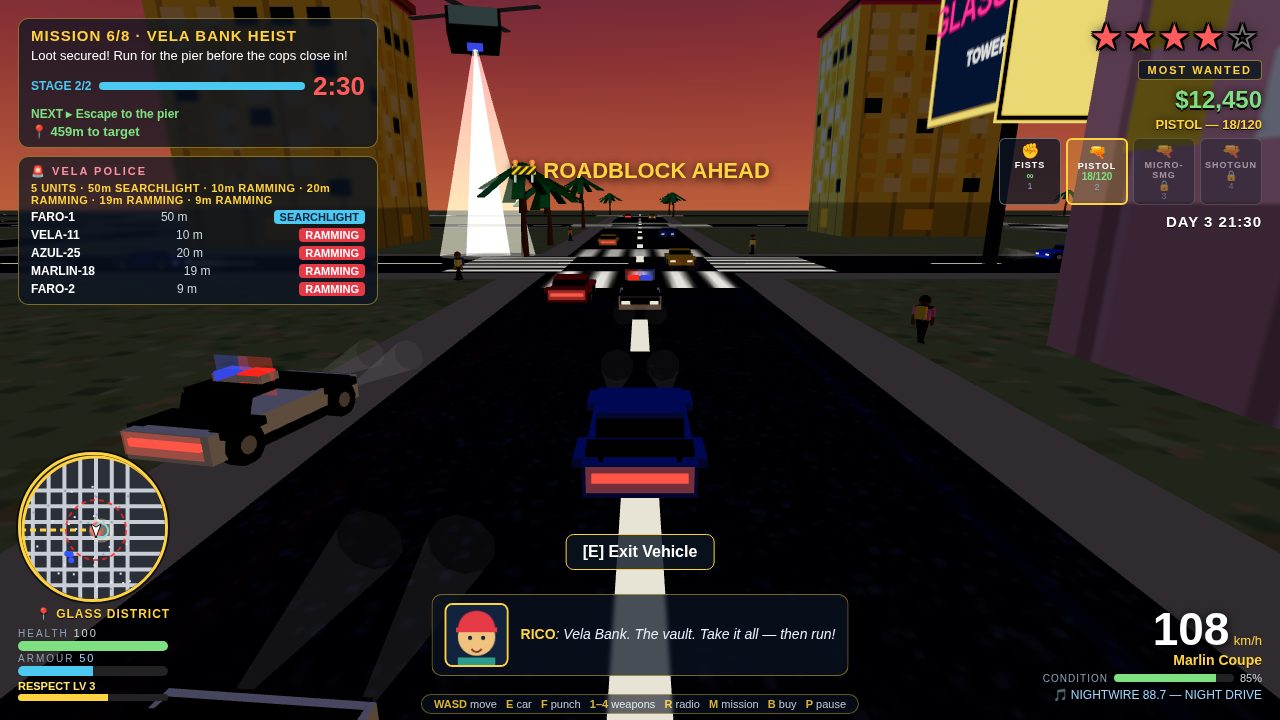 MISSION 6/8 · VELA BANK HEIST
Loot secured! Run for the pier before the cops close in!
STAGE 2/2
2:30
NEXT ▸ Escape to the pier
📍 459m to target
🚨 VELA POLICE
5 UNITS · 50m SEARCHLIGHT · 10m RAMMING · 20m
RAMMING · 19m RAMMING · 9m RAMMING
FARO-1 50 m SEARCHLIGHT
VELA-11 10 m RAMMING
AZUL-25 20 m RAMMING
MARLIN-18 19 m RAMMING
FARO-2 9 m RAMMING
🚧 ROADBLOCK AHEAD
GLASS
TOWER
MOST WANTED
$12,450
PISTOL — 18/120
FISTS
∞
1
PISTOL
18/120
2
MICRO-
SMG
3
SHOTGUN
4
DAY 3 21:30
[E] Exit Vehicle
RICO: Vela Bank. The vault. Take it all — then run!
📍 GLASS DISTRICT
HEALTH 100
ARMOUR 50
RESPECT LV 3
108 km/h
Marlin Coupe
CONDITION 85%
🎵 NIGHTWIRE 88.7 — NIGHT DRIVE
WASD move E car F punch 1–4 weapons R radio M mission B buy P pause